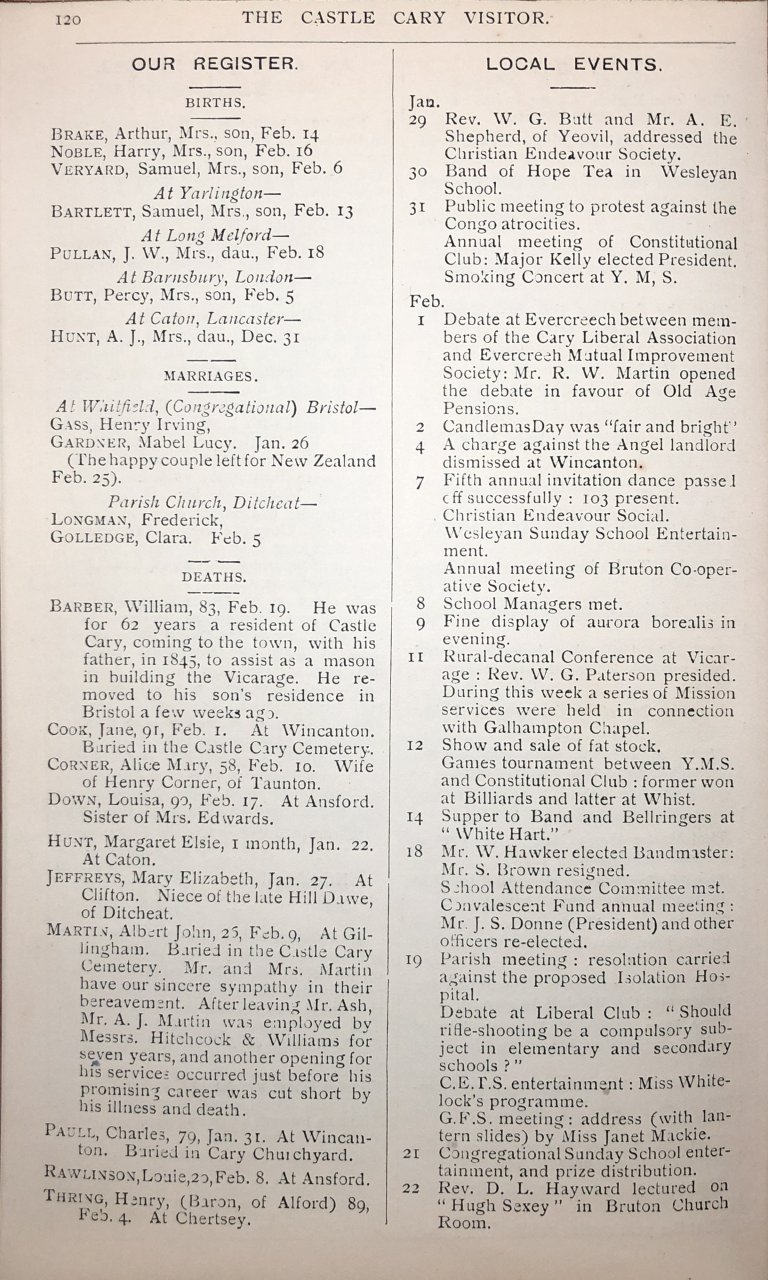 120
THE CASTLE CARY VISITOR.
OUR REGISTER.
BIRTHS.
BRAKE, Arthur, Mrs., son, Feb. 14
NOBLE, Harry, Mrs., son, Feb. 16
VERYARD, Samuel, Mrs., son, Feb. 6
At Yarlington—
BARTLETT, Samuel, Mrs., son, Feb. 13
At Long Melford—
PULLAN, J. W., Mrs., dau., Feb. 18
At Barnsbury, London—
BUTT, Percy, Mrs., son, Feb. 5
At Caton, Lancaster—
HUNT, A. J., Mrs., dau., Dec. 31
MARRIAGES.
At Whitfield, (Congregational) Bristol—
GASS, Henry Irving,
GARDNER, Mabel Lucy. Jan. 26
(The happy couple left for New Zealand
Feb. 25).
Parish Church, Ditcheat—
LONGMAN, Frederick,
GOLLEDGE, Clara. Feb. 5
DEATHS.
BARBER, William, 83, Feb. 19. He was
for 62 years a resident of Castle
Cary, coming to the town, with his
father, in 1845, to assist as a mason
in building the Vicarage. He re-
moved to his son's residence in
Bristol a few weeks ago.
COOK, Jane, 91, Feb. 1. At Wincanton.
Buried in the Castle Cary Cemetery.
CORNER, Alice Mary, 58, Feb. 10. Wife
of Henry Corner, of Taunton.
DOWN, Louisa, 90, Feb. 17. At Ansford.
Sister of Mrs. Edwards.
HUNT, Margaret Elsie, 1 month, Jan. 22.
At Caton.
JEFFREYS, Mary Elizabeth, Jan. 27. At
Clifton. Niece of the late Hill Dawe,
of Ditcheat.
MARTIN, Albert John, 25, Feb. 9, At Gil-
lingham. Buried in the Castle Cary
Cemetery. Mr. and Mrs. Martin
have our sincere sympathy in their
bereavement. After leaving Mr. Ash,
Mr. A. J. Martin was employed by
Messrs. Hitchcock & Williams for
seven years, and another opening for
his services occurred just before his
promising career was cut short by
his illness and death.
PAULL, Charles, 79, Jan. 31. At Wincan-
ton. Buried in Cary Churchyard.
RAWLINSON, Louie, 20, Feb. 8. At Ansford.
THRING, Henry, (Baron, of Alford) 89,
Feb. 4. At Chertsey.
LOCAL EVENTS.
Jan.
29 Rev. W. G. Butt and Mr. A. E.
Shepherd, of Yeovil, addressed the
Christian Endeavour Society.
30 Band of Hope Tea in Wesleyan
School.
31 Public meeting to protest against the
Congo atrocities.
Annual meeting of Constitutional
Club: Major Kelly elected President.
Smoking Concert at Y. M, S.
Feb.
1 Debate at Evercreech between mem-
bers of the Cary Liberal Association
and Evercreeh Mutual Improvement
Society: Mr. R. W. Martin opened
the debate in favour of Old Age
Pensions.
2 Candlemas Day was "fair and bright"
4 A charge against the Angel landlord
dismissed at Wincanton.
7 Fifth annual invitation dance passed
off successfully : 103 present.
Christian Endeavour Social.
Wesleyan Sunday School Entertain-
ment.
Annual meeting of Bruton Co-oper-
ative Society.
8 School Managers met.
9 Fine display of aurora borealis in
evening.
11 Rural-decanal Conference at Vicar-
age : Rev. W. G. Paterson presided.
During this week a series of Mission
services were held in connection
with Galhampton Chapel.
12 Show and sale of fat stock.
Games tournament between Y.M.S.
and Constitutional Club : former won
at Billiards and latter at Whist.
14 Supper to Band and Bellringers at
"White Hart."
18 Mr. W. Hawker elected Bandmaster:
Mr. S. Brown resigned.
School Attendance Committee met.
Convalescent Fund annual meeting :
Mr. J. S. Donne (President) and other
officers re-elected.
19 Parish meeting : resolution carried
against the proposed Isolation Hos-
pital.
Debate at Liberal Club : "Should
rifle-shooting be a compulsory sub-
ject in elementary and secondary
schools ?"
C.E.T.S. entertainment : Miss White-
lock's programme.
G.F.S. meeting : address (with lan-
tern slides) by Miss Janet Mackie.
21 Congregational Sunday School enter-
tainment, and prize distribution.
22 Rev. D. L. Hayward lectured on
"Hugh Sexey" in Bruton Church
Room.